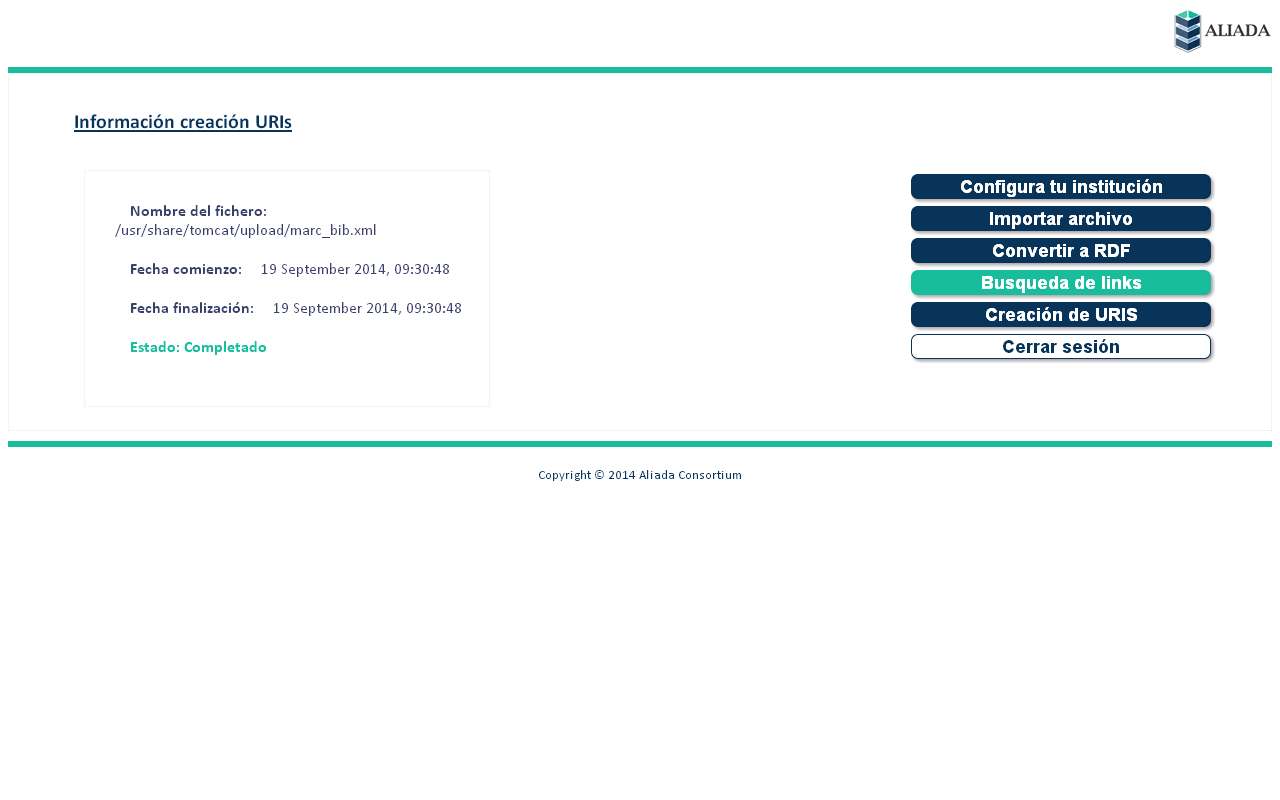 ALIADA
Información creación URIs
Nombre del fichero:
/usr/share/tomcat/upload/marc_bib.xml
Fecha comienzo: 19 September 2014, 09:30:48
Fecha finalización: 19 September 2014, 09:30:48
Estado: Completado
Configura tu institución
Importar archivo
Convertir a RDF
Busqueda de links
Creación de URIS
Cerrar sesión
Copyright © 2014 Aliada Consortium